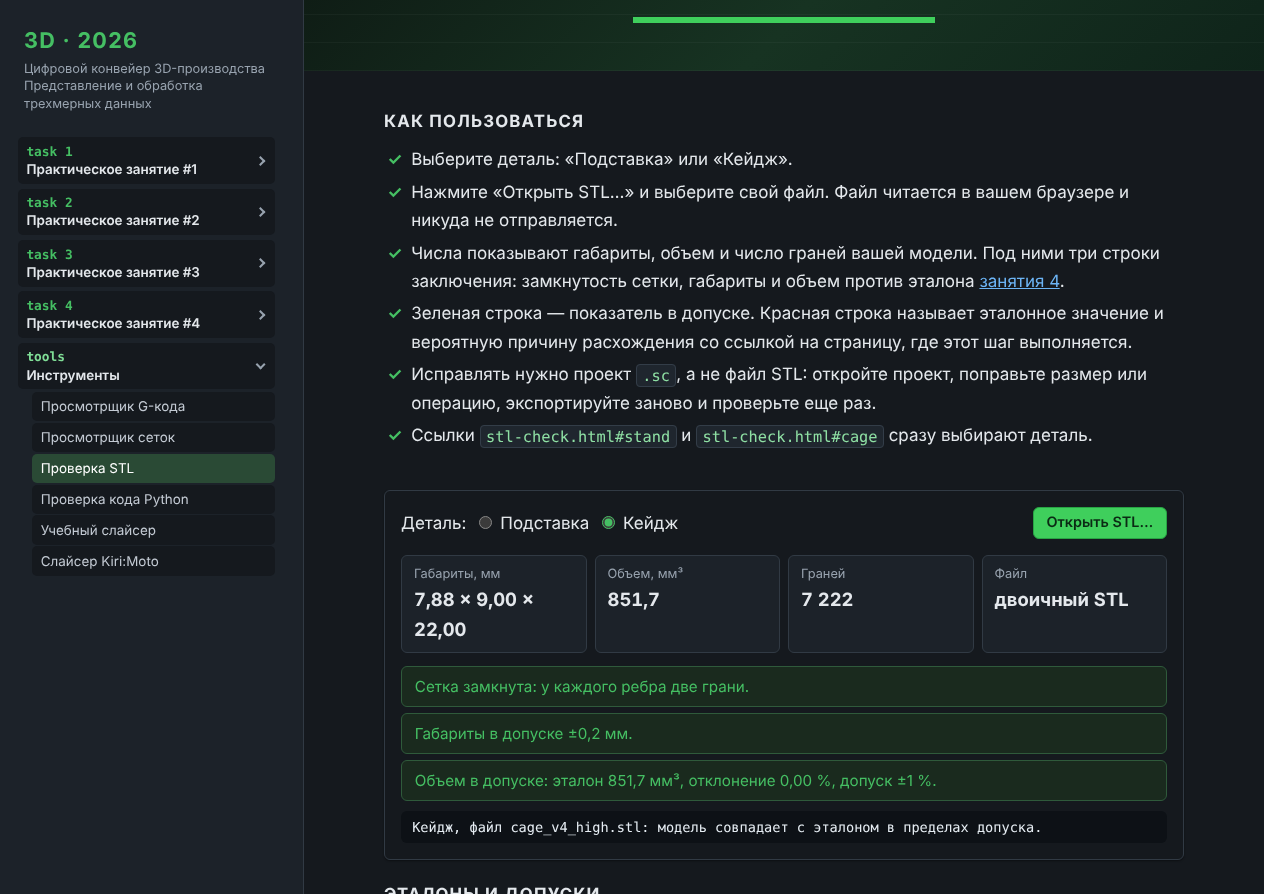 3D · 2026
Цифровой конвейер 3D-производства
Представление и обработка
трехмерных данных
task 1
Практическое занятие #1
task 2
Практическое занятие #2
task 3
Практическое занятие #3
task 4
Практическое занятие #4
tools
Инструменты
Просмотрщик G-кода
Просмотрщик сеток
Проверка STL
Проверка кода Python
Учебный слайсер
Слайсер Kiri:Moto
КАК ПОЛЬЗОВАТЬСЯ
Выберите деталь: «Подставка» или «Кейдж».
Нажмите «Открыть STL…» и выберите свой файл. Файл читается в вашем браузере и
никуда не отправляется.
Числа показывают габариты, объем и число граней вашей модели. Под ними три строки
заключения: замкнутость сетки, габариты и объем против эталона занятия 4.
Зеленая строка — показатель в допуске. Красная строка называет эталонное значение и
вероятную причину расхождения со ссылкой на страницу, где этот шаг выполняется.
Исправлять нужно проект .sc, а не файл STL: откройте проект, поправьте размер или
операцию, экспортируйте заново и проверьте еще раз.
Ссылки stl-check.html#stand и stl-check.html#cage сразу выбирают деталь.
Деталь: Подставка Кейдж Открыть STL…
Габариты, мм
7,88 × 9,00 ×
22,00
Объем, мм³
851,7
Граней
7 222
Файл
двоичный STL
Сетка замкнута: у каждого ребра две грани.
Габариты в допуске ±0,2 мм.
Объем в допуске: эталон 851,7 мм³, отклонение 0,00 %, допуск ±1 %.
Кейдж, файл cage_v4_high.stl: модель совпадает с эталоном в пределах допуска.
ЭТАЛОНЫ И ДОПУСКИ